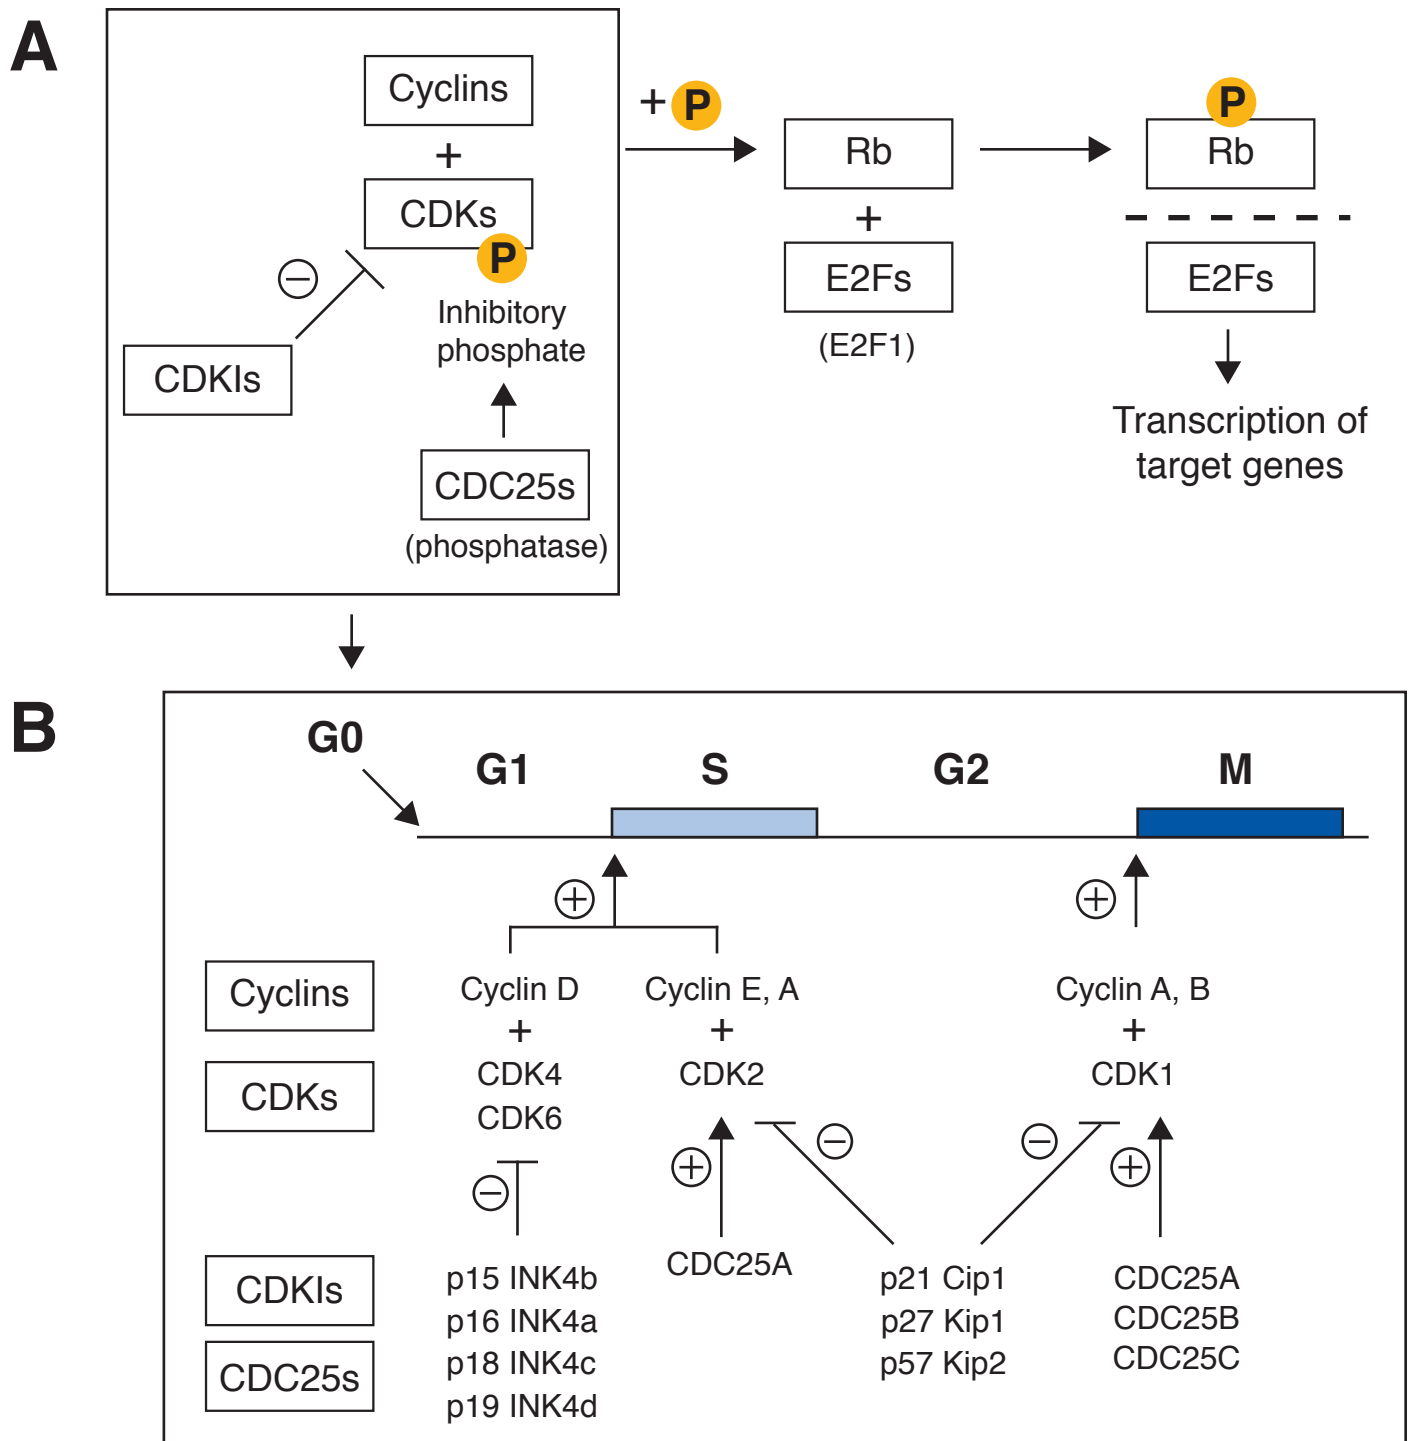 A
Cyclins
+
CDKs
P
Inhibitory
phosphate
−
CDKIs
CDC25s
(phosphatase)
+ P
Rb
+
E2Fs
(E2F1)
P
Rb
E2Fs
Transcription of
target genes
B
G0
G1 S G2 M
+ +
Cyclins Cyclin D Cyclin E, A Cyclin A, B
+ + +
CDKs CDK4 CDK2 CDK1
CDK6
− + − − +
CDKIs
CDC25s
p15 INK4b
p16 INK4a
p18 INK4c
p19 INK4d
CDC25A
p21 Cip1
p27 Kip1
p57 Kip2
CDC25A
CDC25B
CDC25C